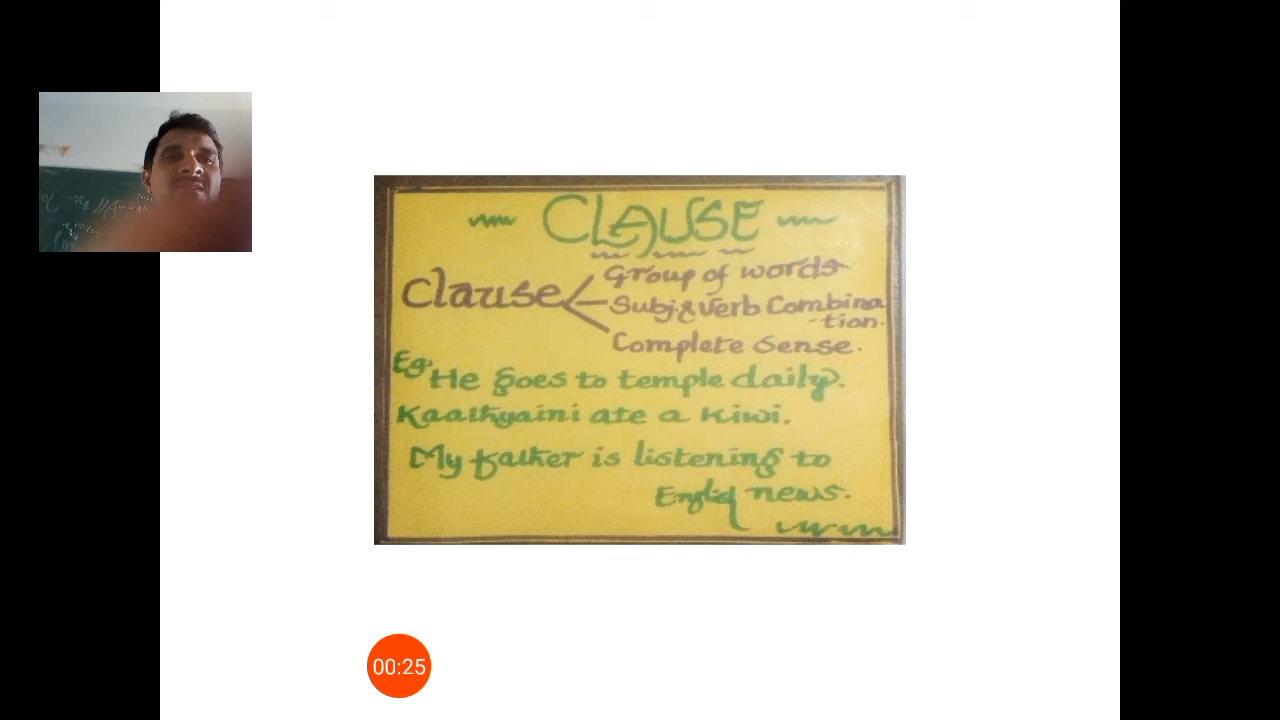 CLAUSE
Clause
Group of words
Subj. & Verb Combina
-tion.
Complete Sense.
Eg: He goes to temple daily.
Kaathyaini ate a Kiwi.
My father is listening to
English news.
00:25